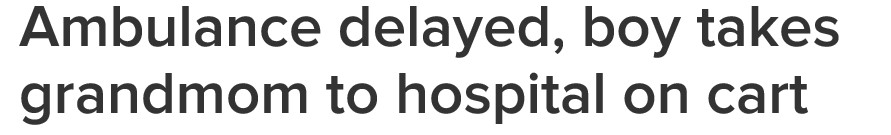 Ambulance delayed, boy takes
grandmom to hospital on cart